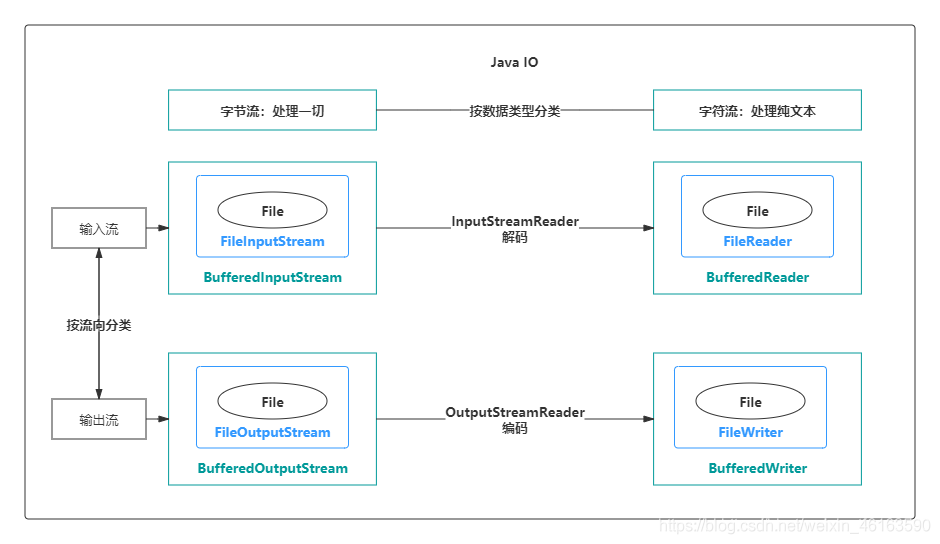 Java IO
字节流：处理一切
按数据类型分类
字符流：处理纯文本
输入流
File
FileInputStream
BufferedInputStream
InputStreamReader
解码
File
FileReader
BufferedReader
按流向分类
输出流
File
FileOutputStream
BufferedOutputStream
OutputStreamReader
编码
File
FileWriter
BufferedWriter
https://blog.csdn.net/weixin_46163590